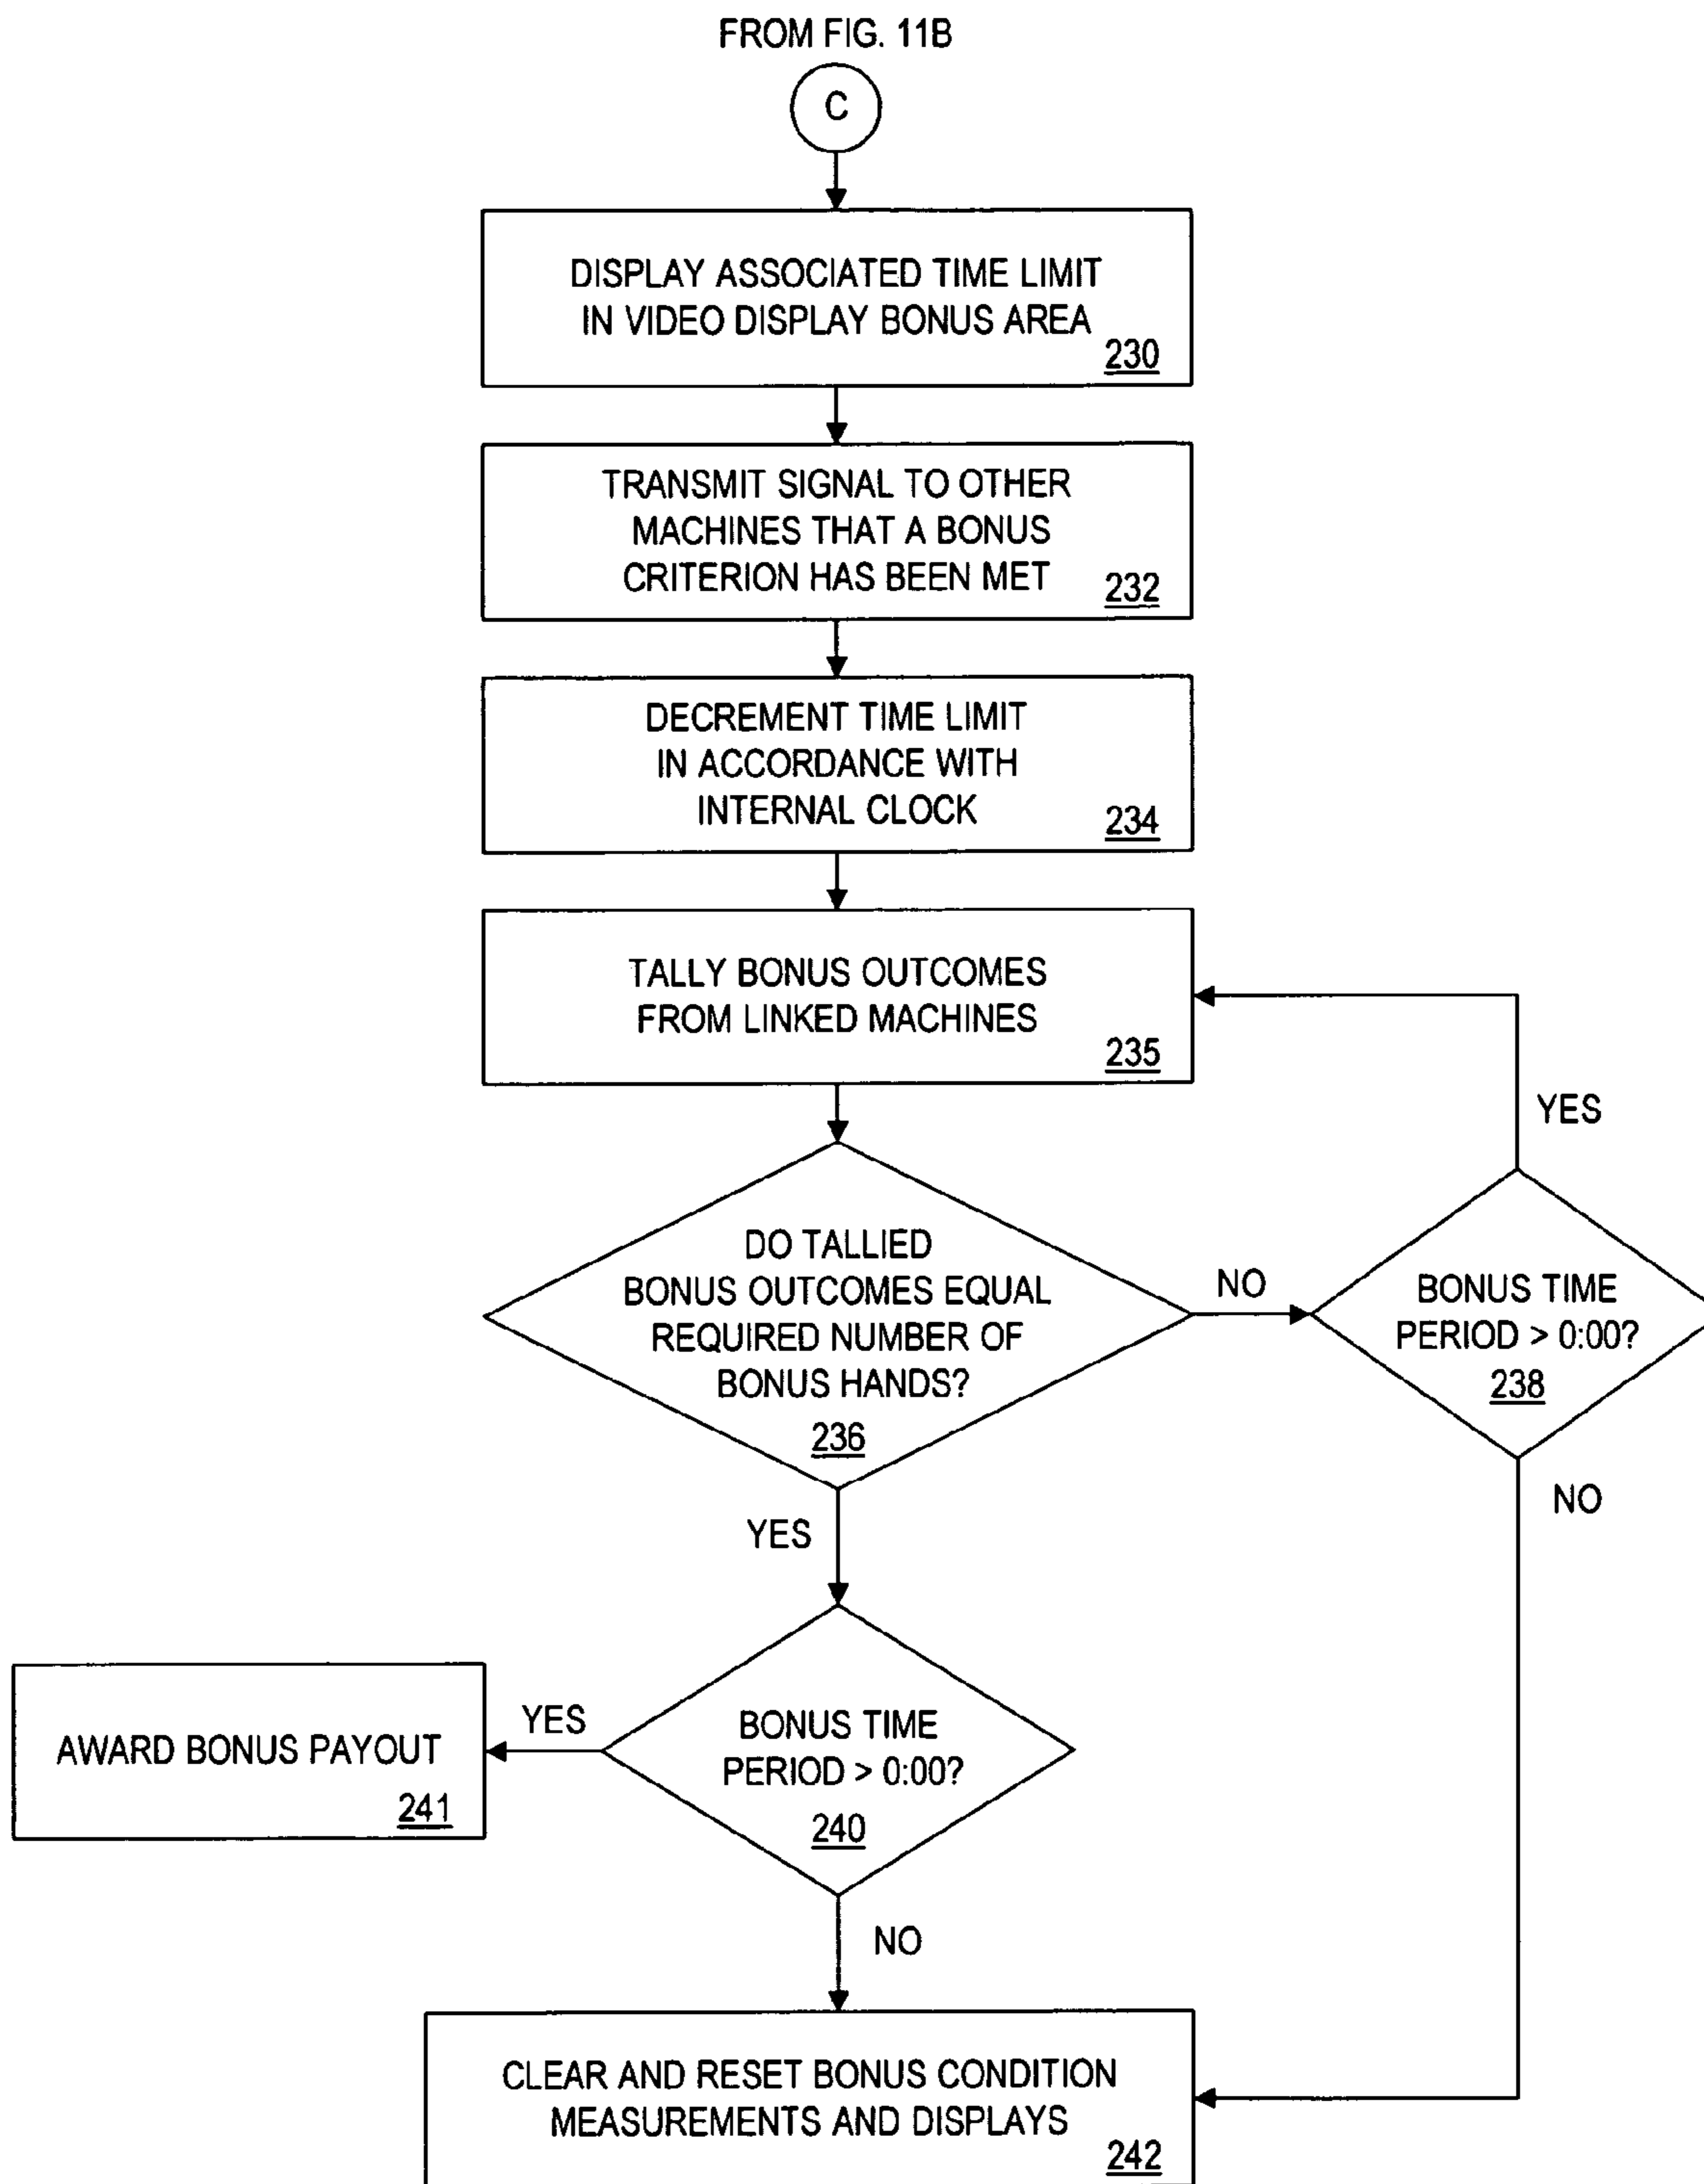 FROM FIG. 11B
C
DISPLAY ASSOCIATED TIME LIMIT
IN VIDEO DISPLAY BONUS AREA
230
TRANSMIT SIGNAL TO OTHER
MACHINES THAT A BONUS
CRITERION HAS BEEN MET
232
DECREMENT TIME LIMIT
IN ACCORDANCE WITH
INTERNAL CLOCK
234
TALLY BONUS OUTCOMES
FROM LINKED MACHINES
235
YES
DO TALLIED
BONUS OUTCOMES EQUAL
REQUIRED NUMBER OF
BONUS HANDS?
236
NO
BONUS TIME
PERIOD > 0:00?
238
NO
YES
BONUS TIME
PERIOD > 0:00?
240
YES
AWARD BONUS PAYOUT
241
NO
CLEAR AND RESET BONUS CONDITION
MEASUREMENTS AND DISPLAYS
242